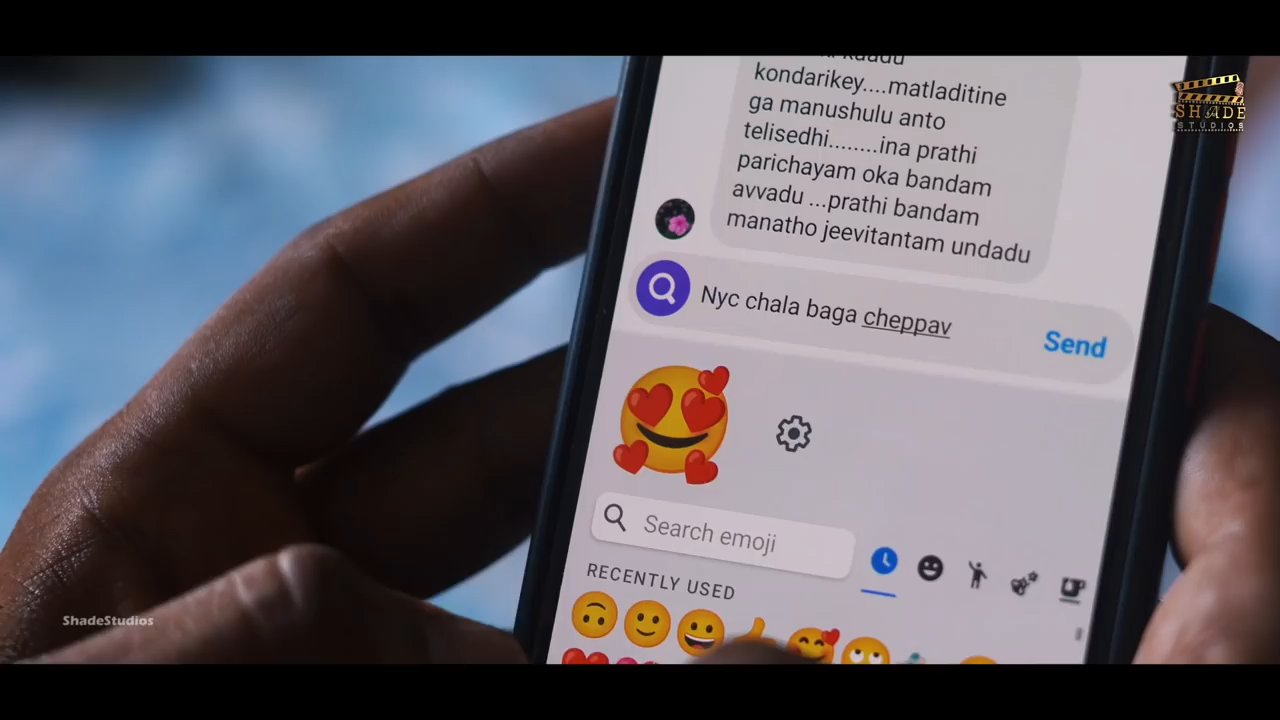 kondarikey....matladitine
ga manushulu anto
telisedhi........ina prathi
parichayam oka bandam
avvadu ...prathi bandam
manatho jeevitantam undadu
Nyc chala baga cheppav
Send
Search emoji
RECENTLY USED
SHADE
STUDIOS
ShadeStudios